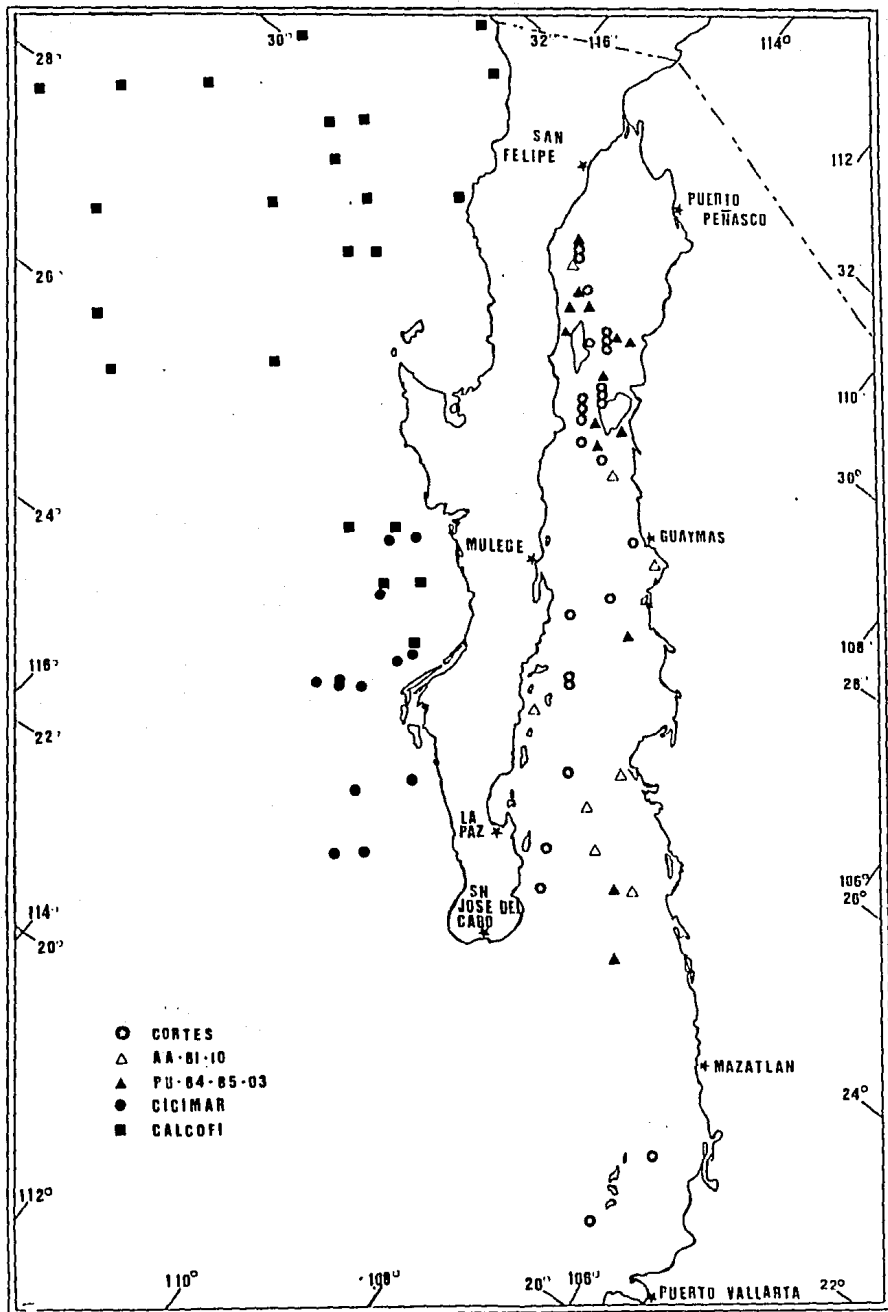 30°
32°
116°
114°
28°
SAN
FELIPE
112
PUERTO
PEÑASCO
26°
32
110°
30°
24°
MULEGE
GUAYMAS
108°
116°
28°
22°
LA
PAZ
SN
JOSE DEL
CABO
106°
26°
114°
20°
CORTES
AA-81-10
PU-84-85-03
CICIMAR
CALCOFI
MAZATLAN
24°
112°
110°
108°
20°
106°
PUERTO VALLARTA
22°